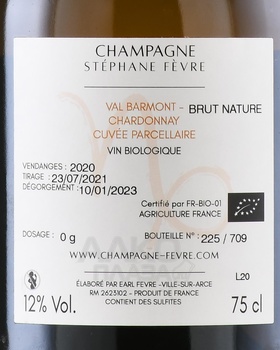 CHAMPAGNE
STÉPHANE FÈVRE
VAL BARMONT - BRUT NATURE
CHARDONNAY
CUVÉE PARCELLAIRE
VIN BIOLOGIQUE
VENDANGES : 2020
TIRAGE : 23/07/2021
DÉGORGEMENT : 10/01/2023
Certifié par FR-BIO-01
AGRICULTURE FRANCE
DOSAGE : 0 g
BOUTEILLE N° : 225 / 709
WWW.CHAMPAGNE-FEVRE.COM
L20
ÉLABORÉ PAR EARL FEVRE - VILLE-SUR-ARCE
RM 2623102 - PRODUIT DE FRANCE
CONTIENT DES SULFITES
12% Vol.
75 cl